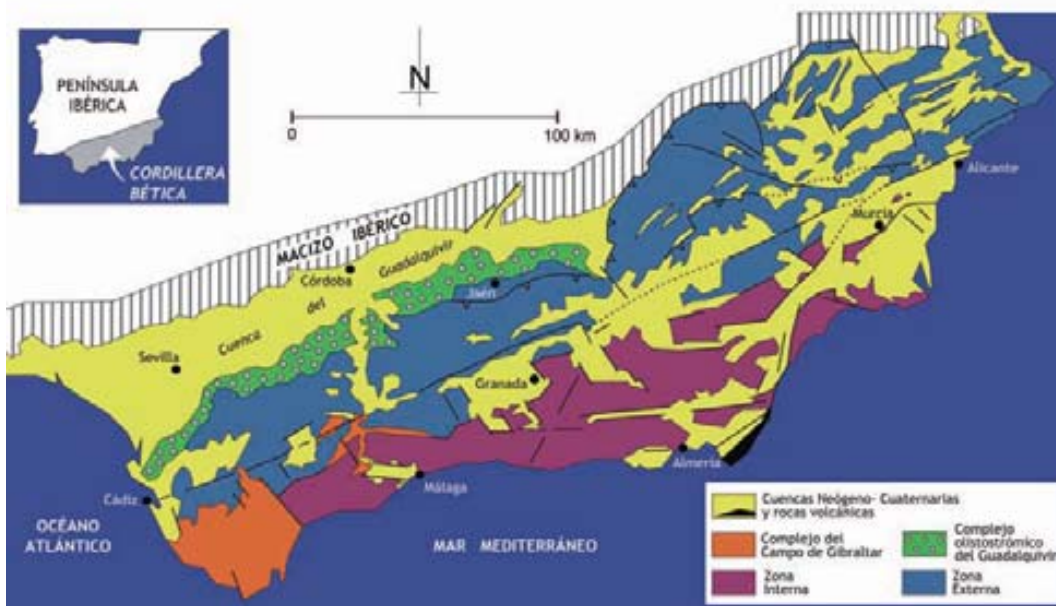 PENÍNSULA
IBÉRICA
CORDILLERA
BÉTICA
N
0
100 km
MACIZO IBÉRICO
Alicante
Murcia
Córdoba
Guadalquivir
del
Cuenca
Jaén
Sevilla
Granada
Almería
Málaga
Cádiz
OCÉANO
ATLÁNTICO
MAR MEDITERRÁNEO
Cuencas Neógeno- Cuaternarias
y rocas volcánicas
Complejo del
Campo de Gibraltar
Complejo
olistostrómico
del Guadalquivir
Zona
Interna
Zona
Externa